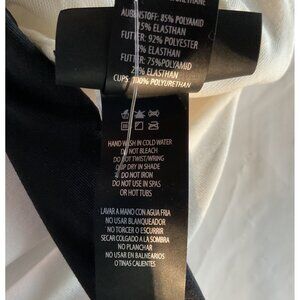 AUßENSTOFF: 85% POLYAMID
15% ELASTHAN
FUTTER: 92% POLYESTER
8% ELASTHAN
FUTTER: 75%POLYAMID
ELASTHAN
CUPS: 100% POLYURETHAN
HAND WASH IN COLD WATER
DO NOT BLEACH
DO NOT TWIST/WRING
DRIP DRY IN SHADE
DO NOT IRON
DO NOT USE IN SPAS
OR HOT TUBS
LAVAR A MANO CON AGUA FRIA
NO USAR BLANQUEADOR
NO TORCER O ESCURRIR
SECAR COLGADO A LA SOMBRA
NO PLANCHAR
NO USAR EN BALNEARIOS
O TINAS CALIENTES